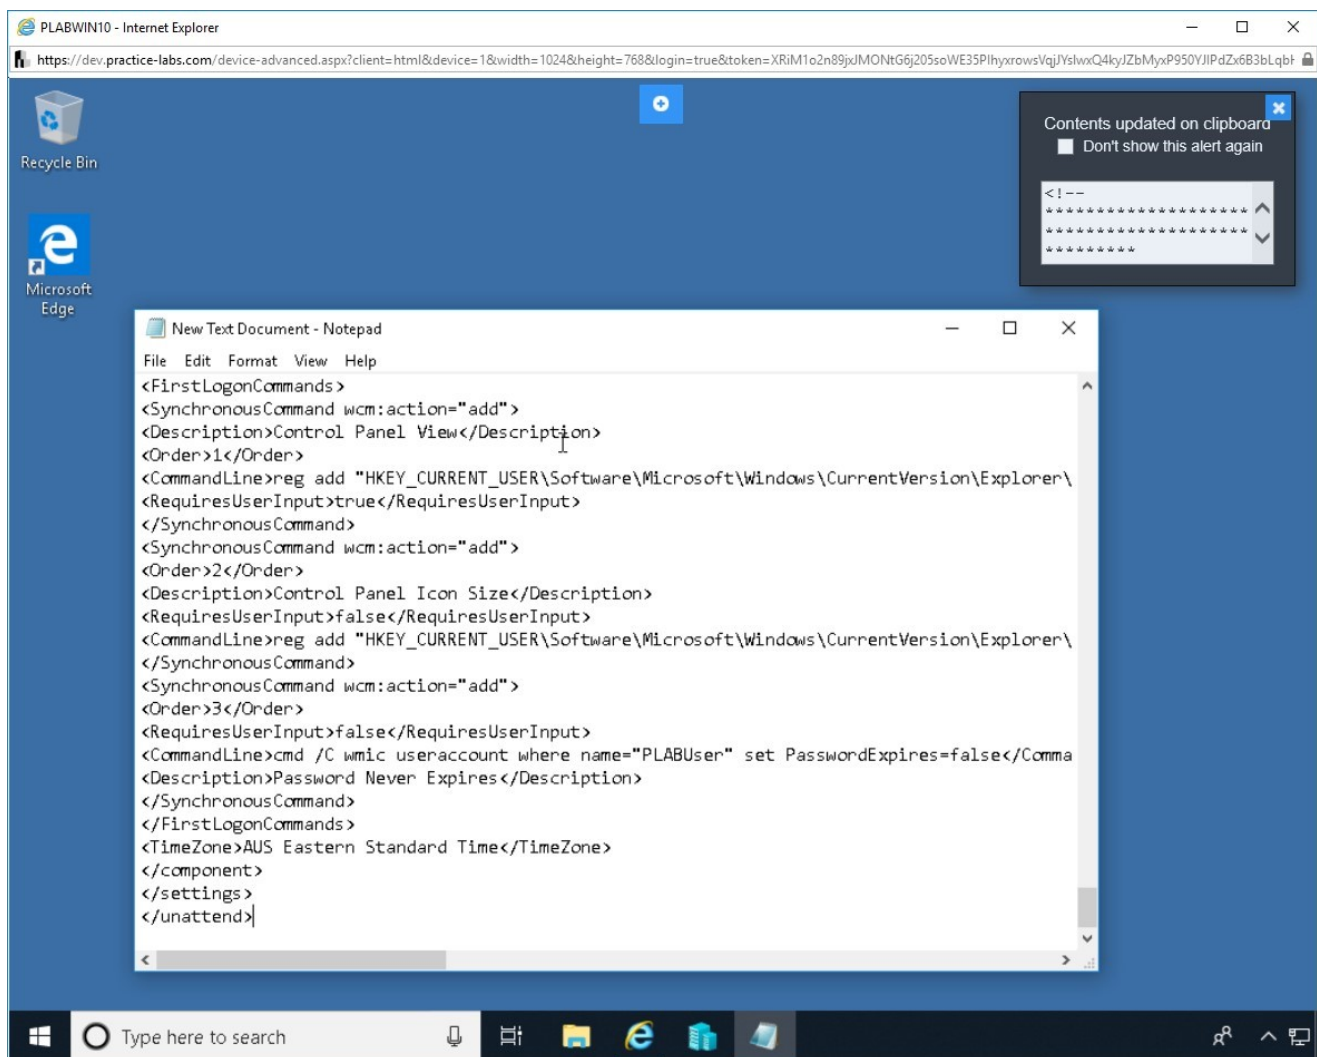 PLABWIN10 - Internet Explorer
https://dev.practice-labs.com/device-advanced.aspx?client=html&device=1&width=1024&height=768&login=true&token=
Recycle Bin
Contents updated on clipboard
Don't show this alert again
<!--
********************
********************
*********
Microsoft
Edge
New Text Document - Notepad
File Edit Format View Help
<FirstLogonCommands>
<SynchronousCommand wcm:action="add">
<Description>Control Panel View</Description>
<Order>1</Order>
<CommandLine>reg add "HKEY_CURRENT_USER\Software\Microsoft\Windows\CurrentVersion\Explorer\
<RequiresUserInput>true</RequiresUserInput>
</SynchronousCommand>
<SynchronousCommand wcm:action="add">
<Order>2</Order>
<Description>Control Panel Icon Size</Description>
<RequiresUserInput>false</RequiresUserInput>
<CommandLine>reg add "HKEY_CURRENT_USER\Software\Microsoft\Windows\CurrentVersion\Explorer\
</SynchronousCommand>
<SynchronousCommand wcm:action="add">
<Order>3</Order>
<RequiresUserInput>false</RequiresUserInput>
<CommandLine>cmd /C wmic useraccount where name="PLABUser" set PasswordExpires=false</Comma
<Description>Password Never Expires</Description>
</SynchronousCommand>
</FirstLogonCommands>
<TimeZone>AUS Eastern Standard Time</TimeZone>
</component>
</settings>
</unattend>
Type here to search